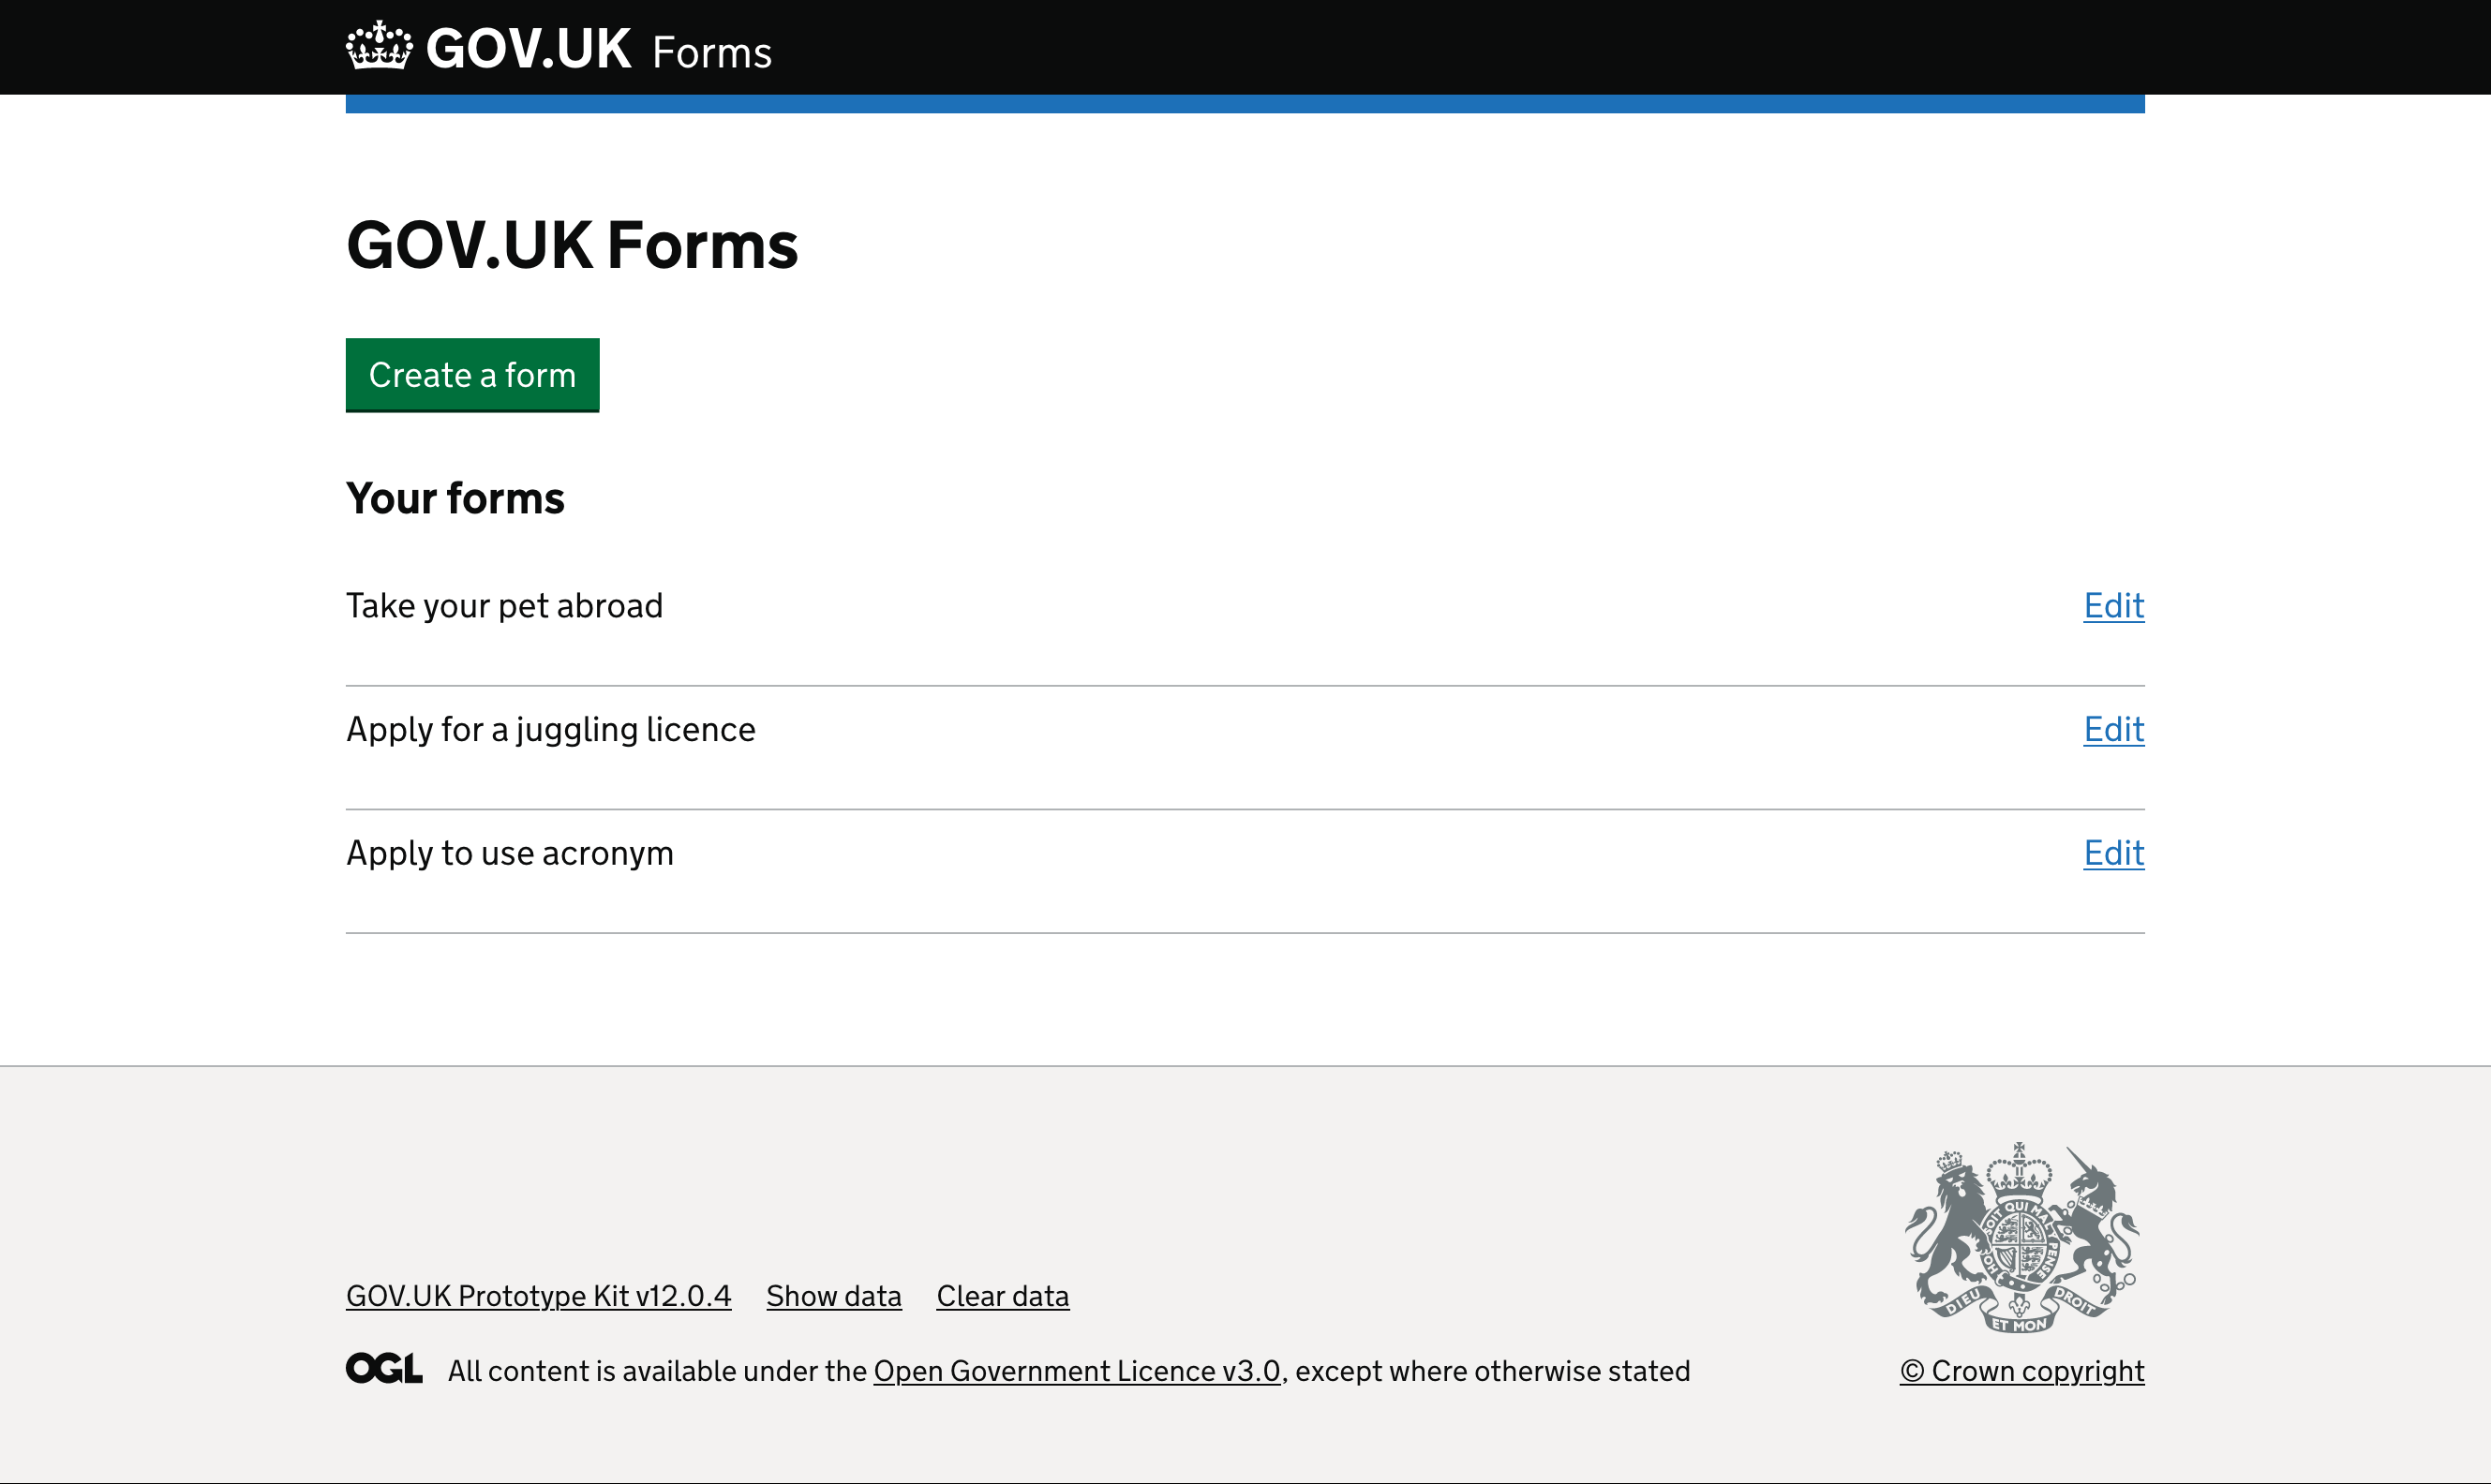 GOV.UK Forms
GOV.UK Forms
Create a form
Your forms
Take your pet abroad Edit
Apply for a juggling licence Edit
Apply to use acronym Edit
SOIT QUI MAL Y PENSE
HON
DIEU ET MON DROIT
GOV.UK Prototype Kit v12.0.4 Show data Clear data
OGL All content is available under the Open Government Licence v3.0, except where otherwise stated © Crown copyright